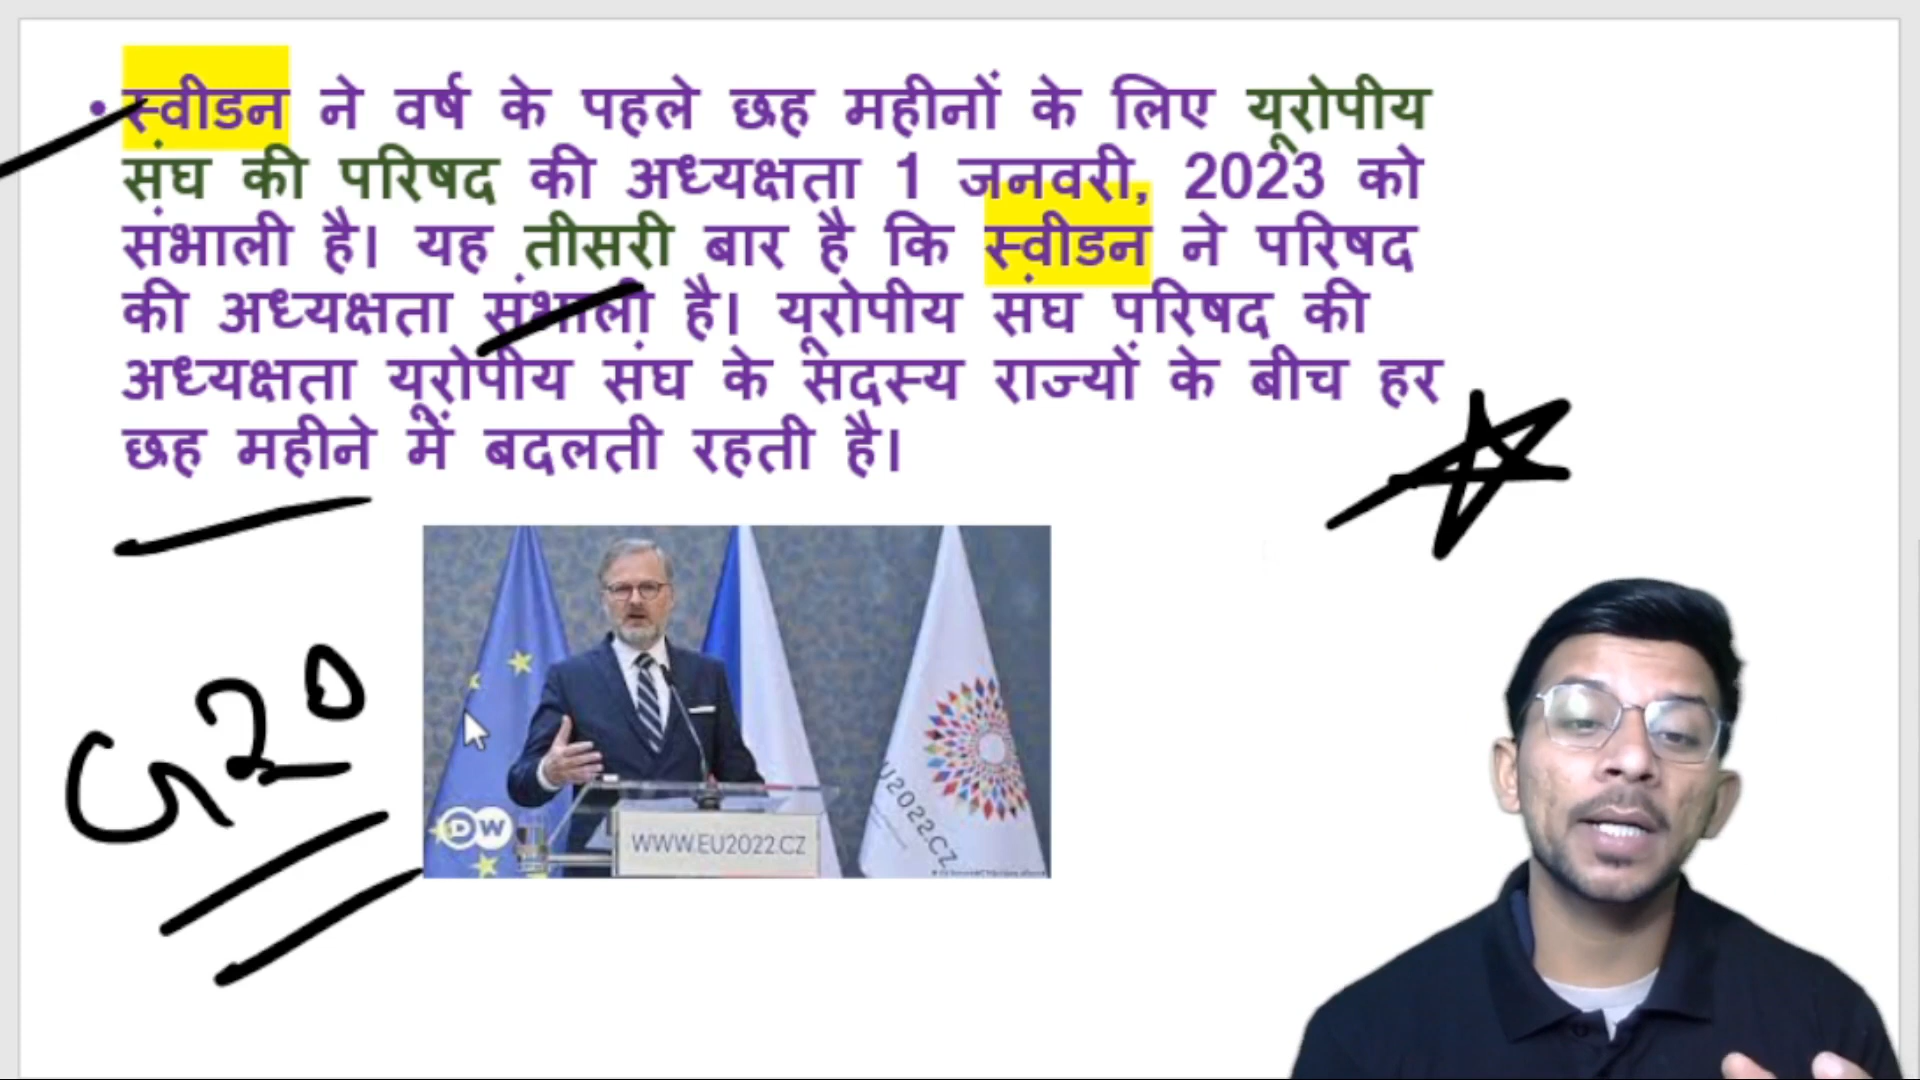 • स्वीडन ने वर्ष के पहले छह महीनों के लिए यूरोपीय
संघ की परिषद की अध्यक्षता 1 जनवरी, 2023 को
संभाली है। यह तीसरी बार है कि स्वीडन ने परिषद
की अध्यक्षता संभाली है। यूरोपीय संघ परिषद की
अध्यक्षता यूरोपीय संघ के सदस्य राज्यों के बीच हर
छह महीने में बदलती रहती है।
G20
DW
WWW.EU2022.CZ
EU2022.CZ